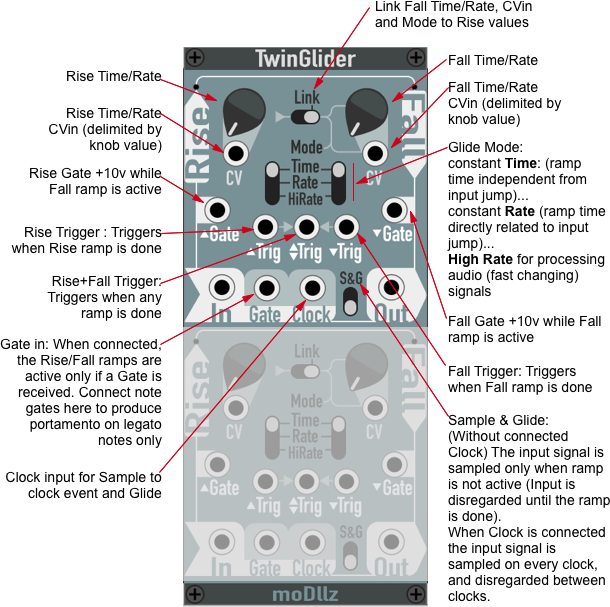 Link Fall Time/Rate, CVin
and Mode to Rise values
Rise Time/Rate
Rise Time/Rate
CVin (delimited by
knob value)
Rise Gate +10v while
Fall ramp is active
Rise Trigger : Triggers
when Rise ramp is done
Rise+Fall Trigger:
Triggers when any
ramp is done
Gate in: When connected,
the Rise/Fall ramps are
active only if a Gate is
received. Connect note
gates here to produce
portamento on legato
notes only
Clock input for Sample to
clock event and Glide
TwinGlider
Rise
Link
Fall
CV
Mode
Time
Rate
HiRate
CV
▲Gate
▼Gate
▲Trig
▲▼Trig
▼Trig
In
Gate
Clock
S&G
Out
Rise
Link
Fall
CV
Mode
Time
Rate
HiRate
CV
▲Gate
▼Gate
▲Trig
▲▼Trig
▼Trig
In
Gate
Clock
S&G
Out
moDllz
Fall Time/Rate
Fall Time/Rate
CVin (delimited by
knob value)
Glide Mode:
constant Time: (ramp
time independent from
input jump)...
constant Rate (ramp time
directly related to input
jump)...
High Rate for processing
audio (fast changing)
signals
Fall Gate +10v while Fall
ramp is active
Fall Trigger: Triggers
when Fall ramp is done
Sample & Glide:
(Without connected
Clock) The input signal is
sampled only when ramp
is not active (Input is
disregarded until the ramp
is done).
When Clock is connected
the input signal is
sampled on every clock,
and disregarded between
clocks.